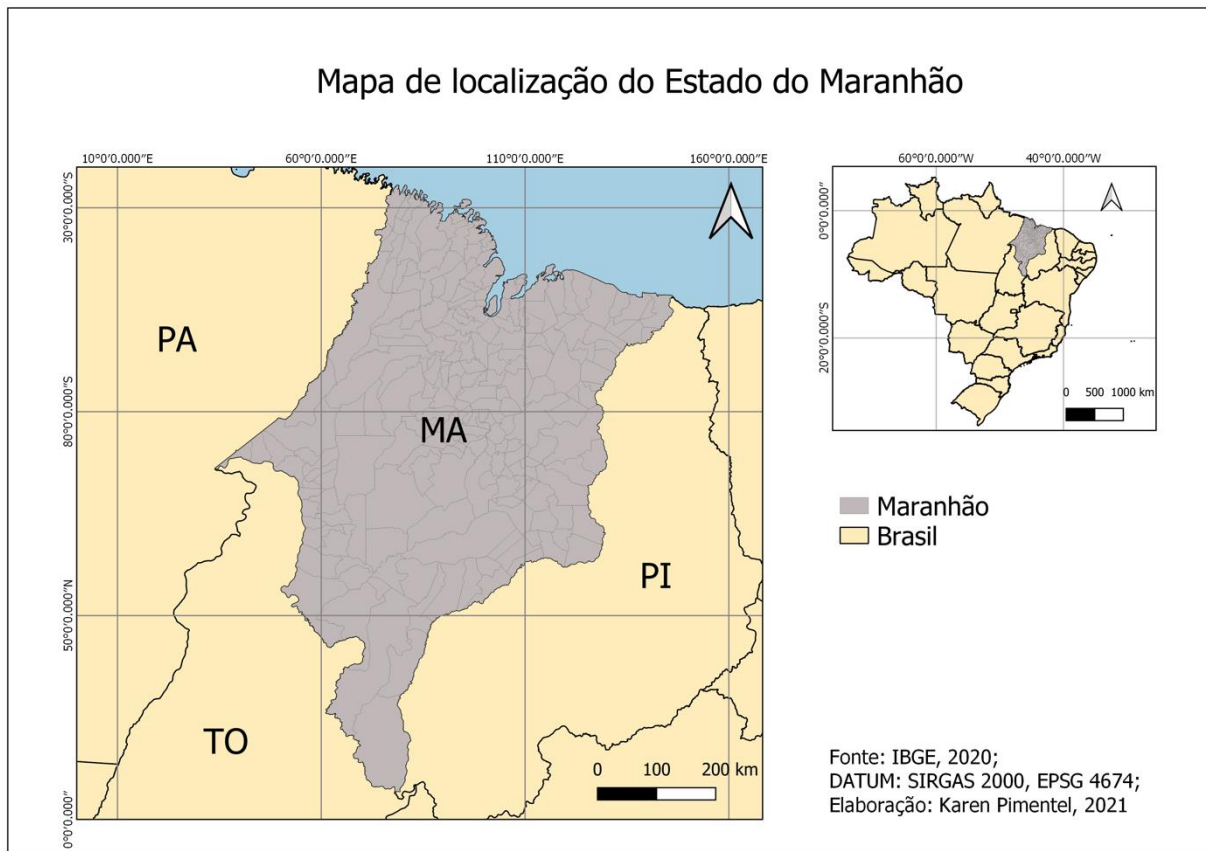 Mapa de localização do Estado do Maranhão
10°0'0.000"E 60°0'0.000"E 110°0'0.000"E 160°0'0.000"E
30°0'0.000"S
80°0'0.000"S
50°0'0.000"N
0°0'0.000"
PA
MA
PI
TO
0 100 200 km
60°0'0.000"W 40°0'0.000"W
0°0'0.000"
20°0'0.000"S
0 500 1000 km
Maranhão
Brasil
Fonte: IBGE, 2020;
DATUM: SIRGAS 2000, EPSG 4674;
Elaboração: Karen Pimentel, 2021